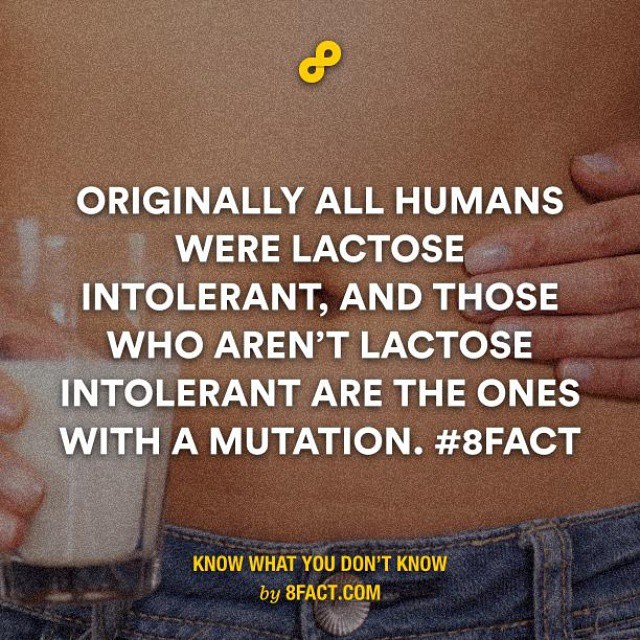 ORIGINALLY ALL HUMANS
WERE LACTOSE
INTOLERANT, AND THOSE
WHO AREN'T LACTOSE
INTOLERANT ARE THE ONES
WITH A MUTATION. #8FACT
KNOW WHAT YOU DON'T KNOW
by 8FACT.COM